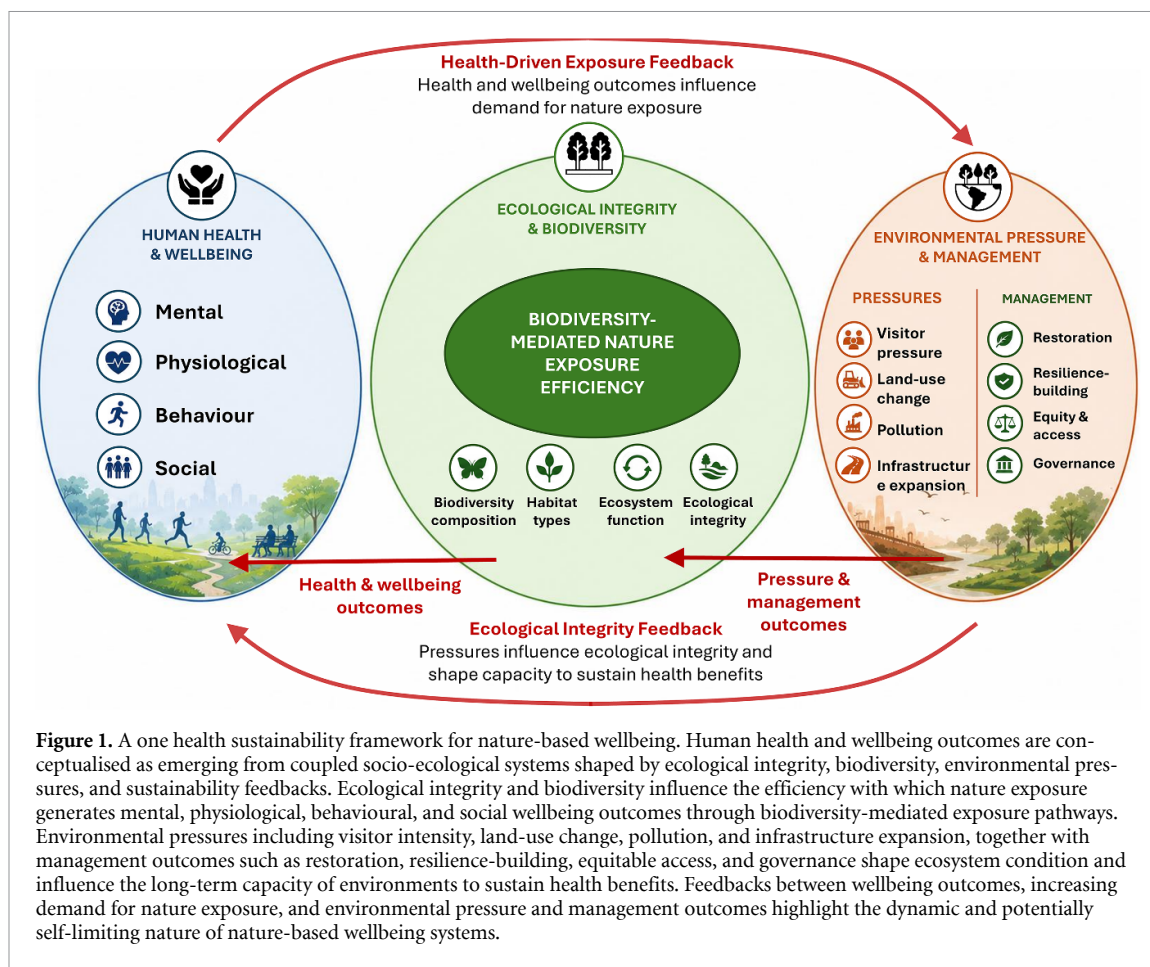 Health-Driven Exposure Feedback
Health and wellbeing outcomes influence
demand for nature exposure
HUMAN HEALTH
& WELLBEING
Mental
Physiological
Behaviour
Social
ECOLOGICAL INTEGRITY
& BIODIVERSITY
BIODIVERSITY-
MEDIATED NATURE
EXPOSURE
EFFICIENCY
Biodiversity
composition
Habitat
types
Ecosystem
function
Ecological
integrity
ENVIRONMENTAL PRESSURE
& MANAGEMENT
PRESSURES
Visitor
pressure
Land-use
change
Pollution
Infrastructur
e expansion
MANAGEMENT
Restoration
Resilience-
building
Equity &
access
Governance
Health & wellbeing
outcomes
Pressure &
management
outcomes
Ecological Integrity Feedback
Pressures influence ecological integrity and
shape capacity to sustain health benefits
Figure 1. A one health sustainability framework for nature-based wellbeing. Human health and wellbeing outcomes are con-
ceptualised as emerging from coupled socio-ecological systems shaped by ecological integrity, biodiversity, environmental pres-
sures, and sustainability feedbacks. Ecological integrity and biodiversity influence the efficiency with which nature exposure
generates mental, physiological, behavioural, and social wellbeing outcomes through biodiversity-mediated exposure pathways.
Environmental pressures including visitor intensity, land-use change, pollution, and infrastructure expansion, together with
management outcomes such as restoration, resilience-building, equitable access, and governance shape ecosystem condition and
influence the long-term capacity of environments to sustain health benefits. Feedbacks between wellbeing outcomes, increasing
demand for nature exposure, and environmental pressure and management outcomes highlight the dynamic and potentially
self-limiting nature of nature-based wellbeing systems.